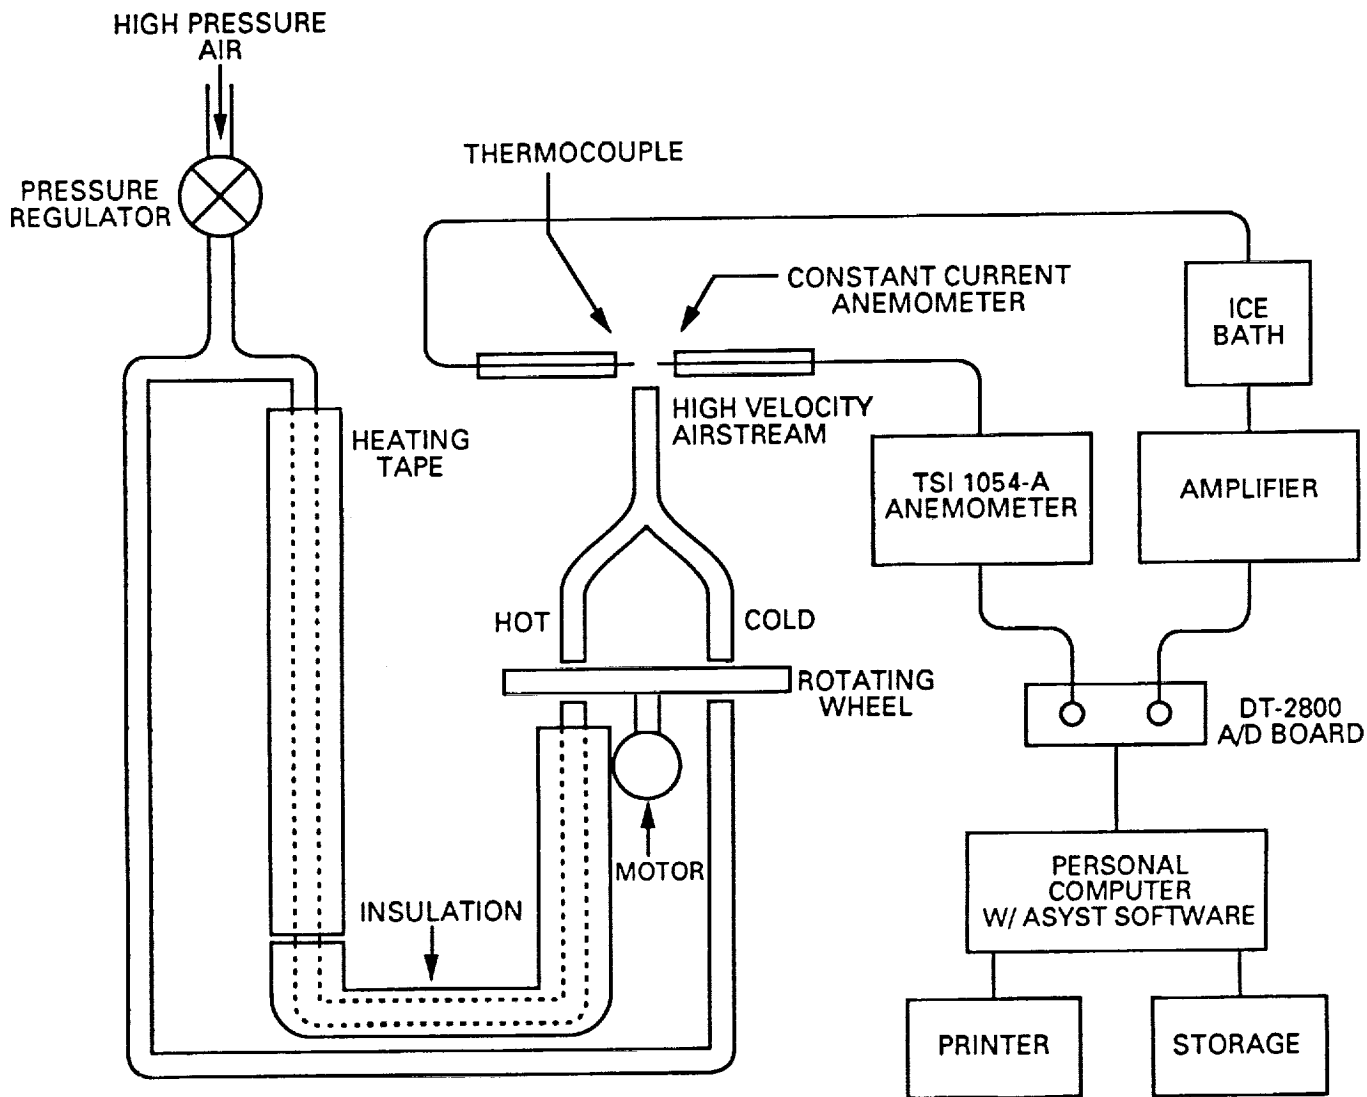 HIGH PRESSURE
AIR
PRESSURE
REGULATOR
THERMOCOUPLE
CONSTANT CURRENT
ANEMOMETER
ICE
BATH
HIGH VELOCITY
AIRSTREAM
HEATING
TAPE
TSI 1054-A
ANEMOMETER
AMPLIFIER
HOT
COLD
ROTATING
WHEEL
DT-2800
A/D BOARD
MOTOR
INSULATION
PERSONAL
COMPUTER
W/ ASYST SOFTWARE
PRINTER
STORAGE